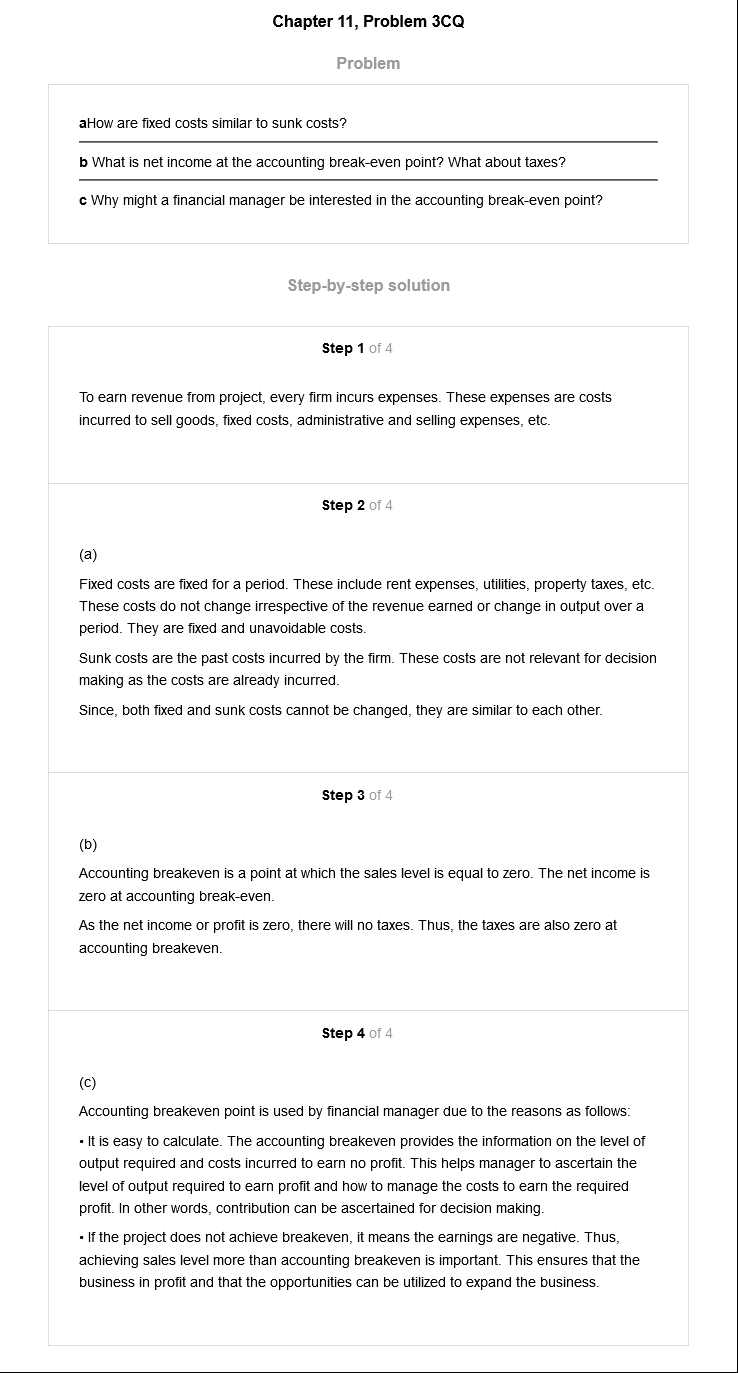 Chapter 11, Problem 3CQ
Problem
aHow are fixed costs similar to sunk costs?
b What is net income at the accounting break-even point? What about taxes?
c Why might a financial manager be interested in the accounting break-even point?
Step-by-step solution
Step 1 of 4
To earn revenue from project, every firm incurs expenses. These expenses are costs
incurred to sell goods, fixed costs, administrative and selling expenses, etc.
Step 2 of 4
(a)
Fixed costs are fixed for a period. These include rent expenses, utilities, property taxes, etc.
These costs do not change irrespective of the revenue earned or change in output over a
period. They are fixed and unavoidable costs.
Sunk costs are the past costs incurred by the firm. These costs are not relevant for decision
making as the costs are already incurred.
Since, both fixed and sunk costs cannot be changed, they are similar to each other.
Step 3 of 4
(b)
Accounting breakeven is a point at which the sales level is equal to zero. The net income is
zero at accounting break-even.
As the net income or profit is zero, there will no taxes. Thus, the taxes are also zero at
accounting breakeven.
Step 4 of 4
(c)
Accounting breakeven point is used by financial manager due to the reasons as follows:
• It is easy to calculate. The accounting breakeven provides the information on the level of
output required and costs incurred to earn no profit. This helps manager to ascertain the
level of output required to earn profit and how to manage the costs to earn the required
profit. In other words, contribution can be ascertained for decision making.
• If the project does not achieve breakeven, it means the earnings are negative. Thus,
achieving sales level more than accounting breakeven is important. This ensures that the
business in profit and that the opportunities can be utilized to expand the business.